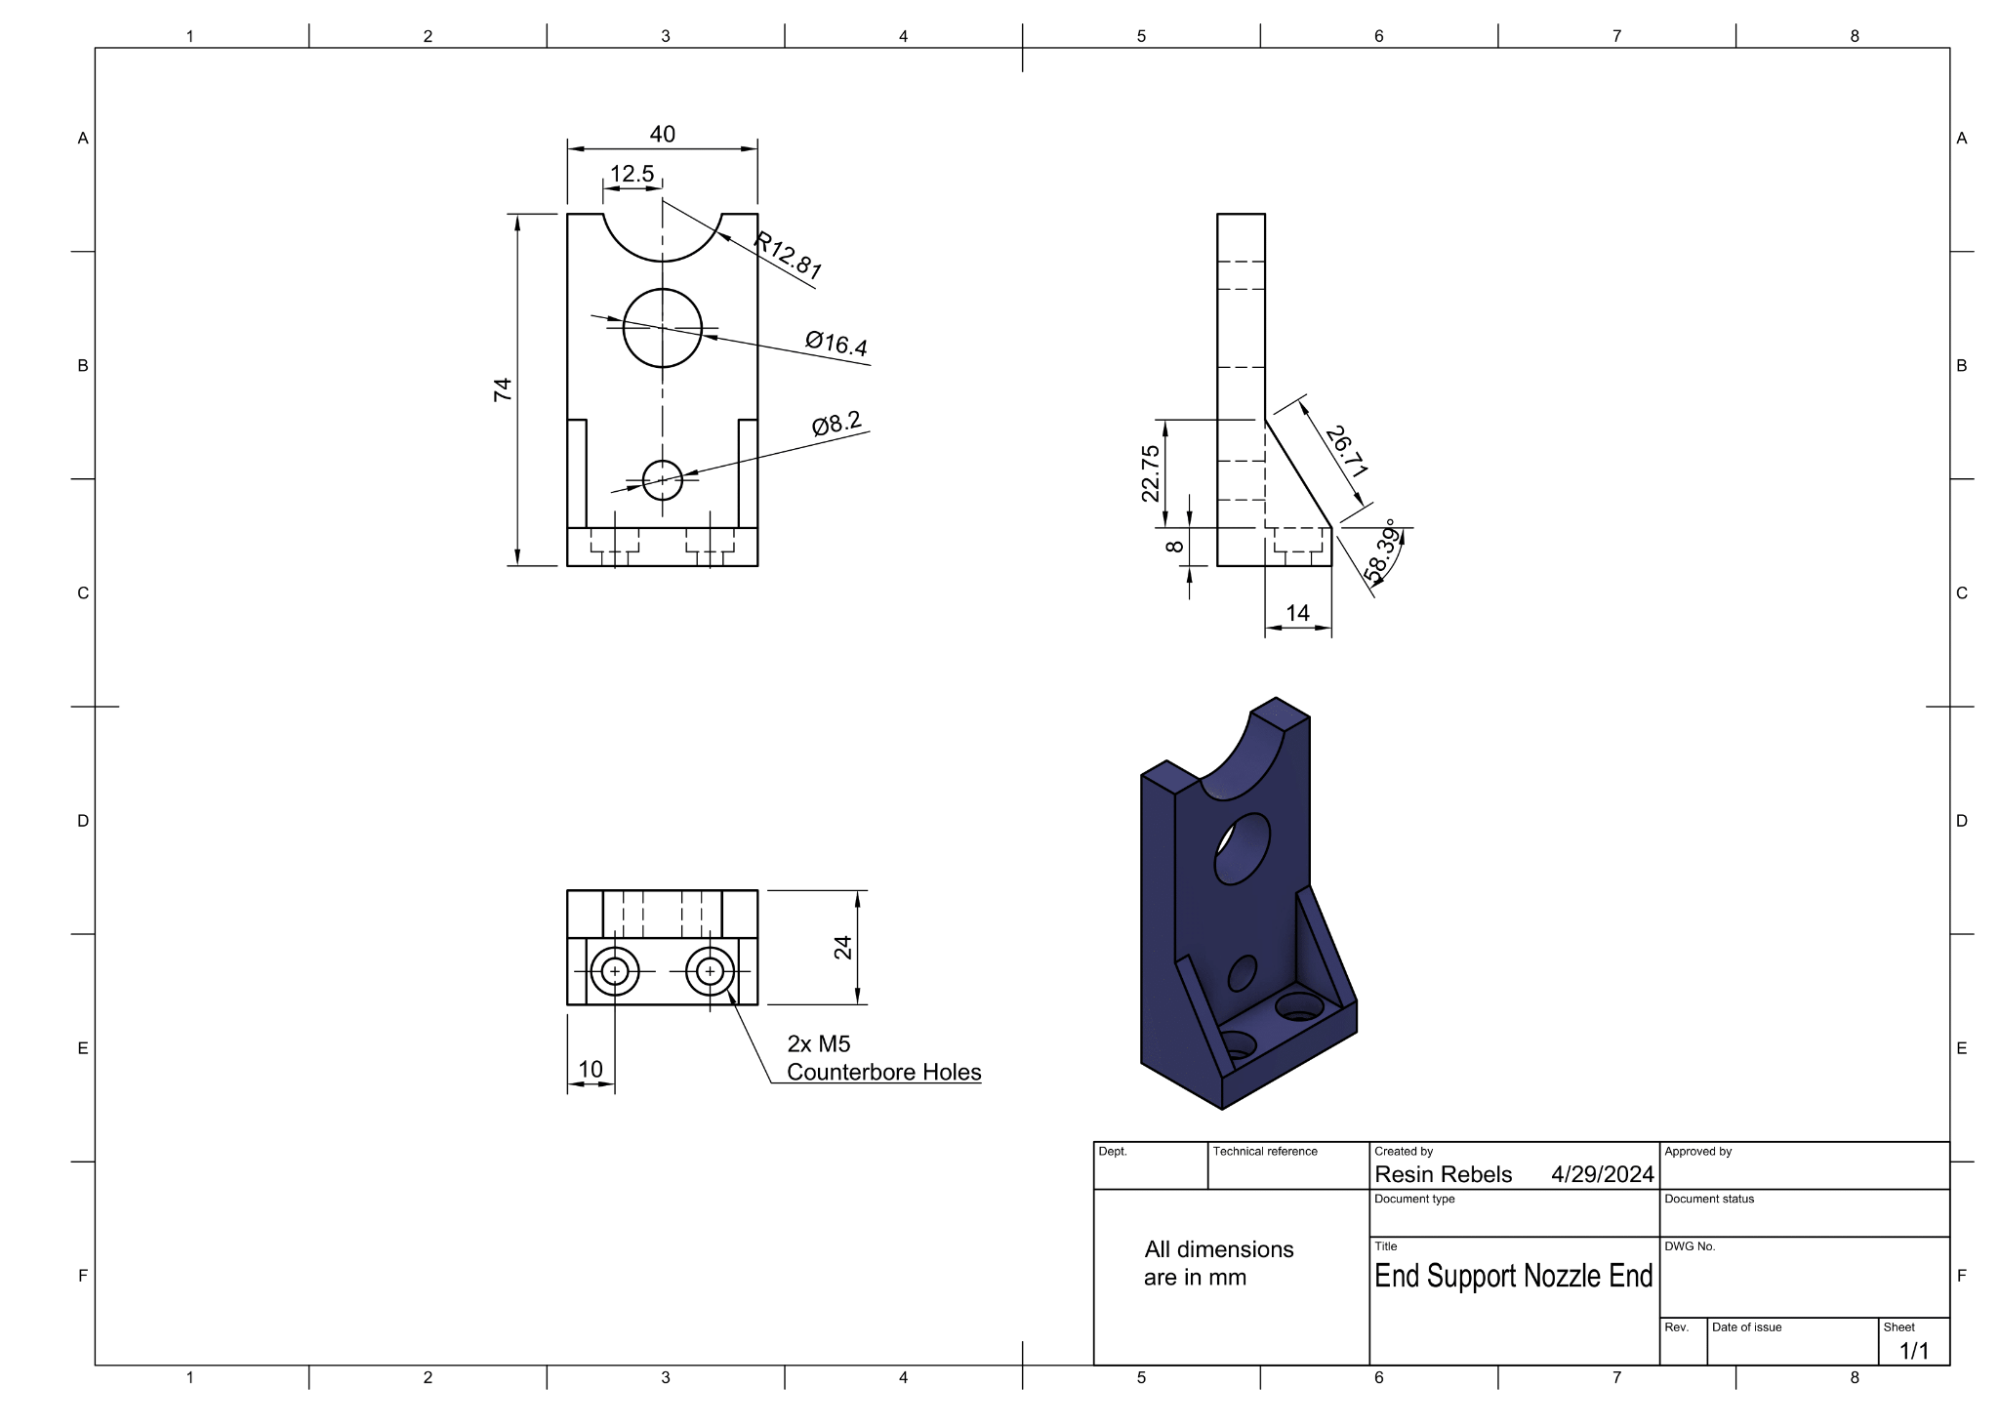 1 2 3 4 5 6 7 8
A A
40
12.5
R12.81
Ø16.4
B B
74
Ø8.2
26.71
22.75
8
58.39°
C C
14
D D
24
2x M5
Counterbore Holes
E E
10
Dept. Technical reference Created by Approved by
Resin Rebels 4/29/2024
Document type Document status
All dimensions
are in mm
Title DWG No.
End Support Nozzle End
F F
Rev. Date of issue Sheet
1/1
1 2 3 4 5 6 7 8